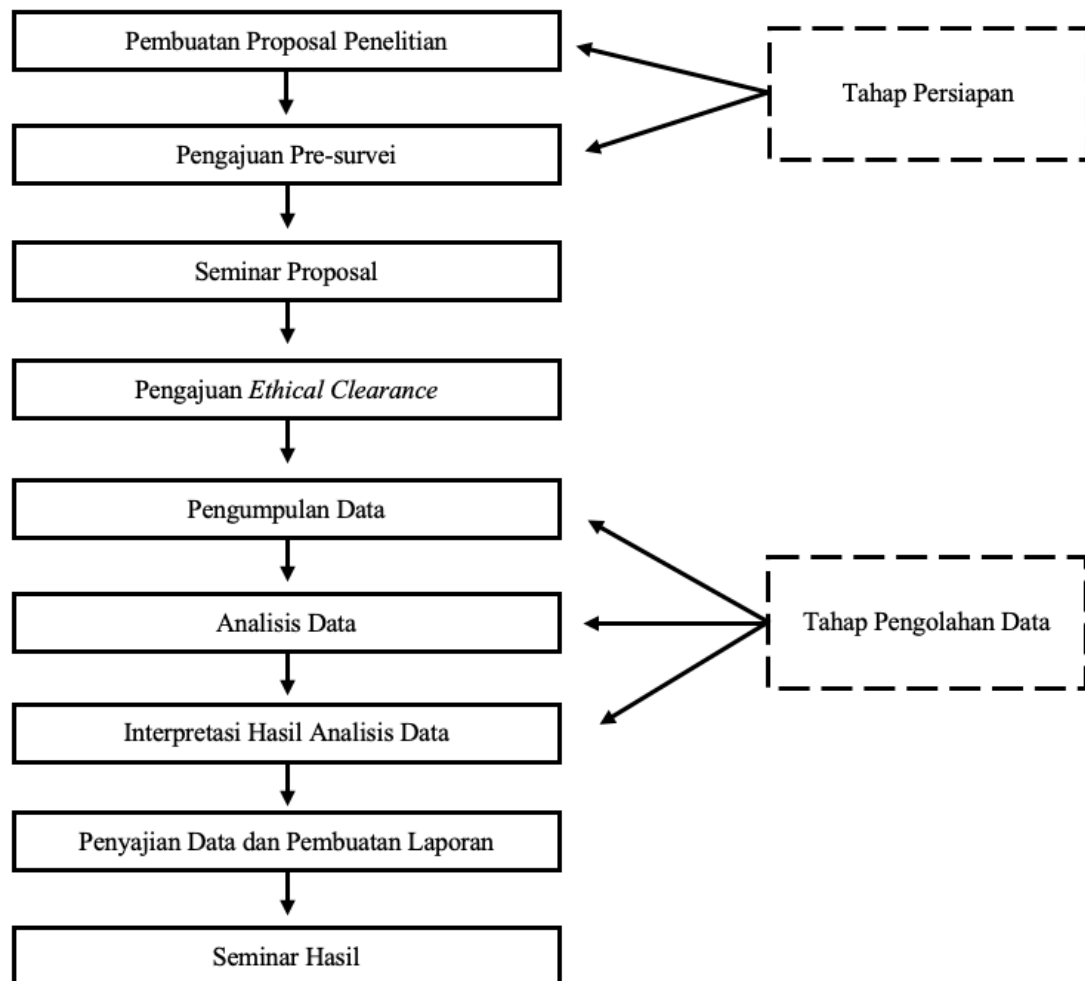 Pembuatan Proposal Penelitian
Tahap Persiapan
Pengajuan Pre-survei
Seminar Proposal
Pengajuan Ethical Clearance
Pengumpulan Data
Analisis Data
Tahap Pengolahan Data
Interpretasi Hasil Analisis Data
Penyajian Data dan Pembuatan Laporan
Seminar Hasil